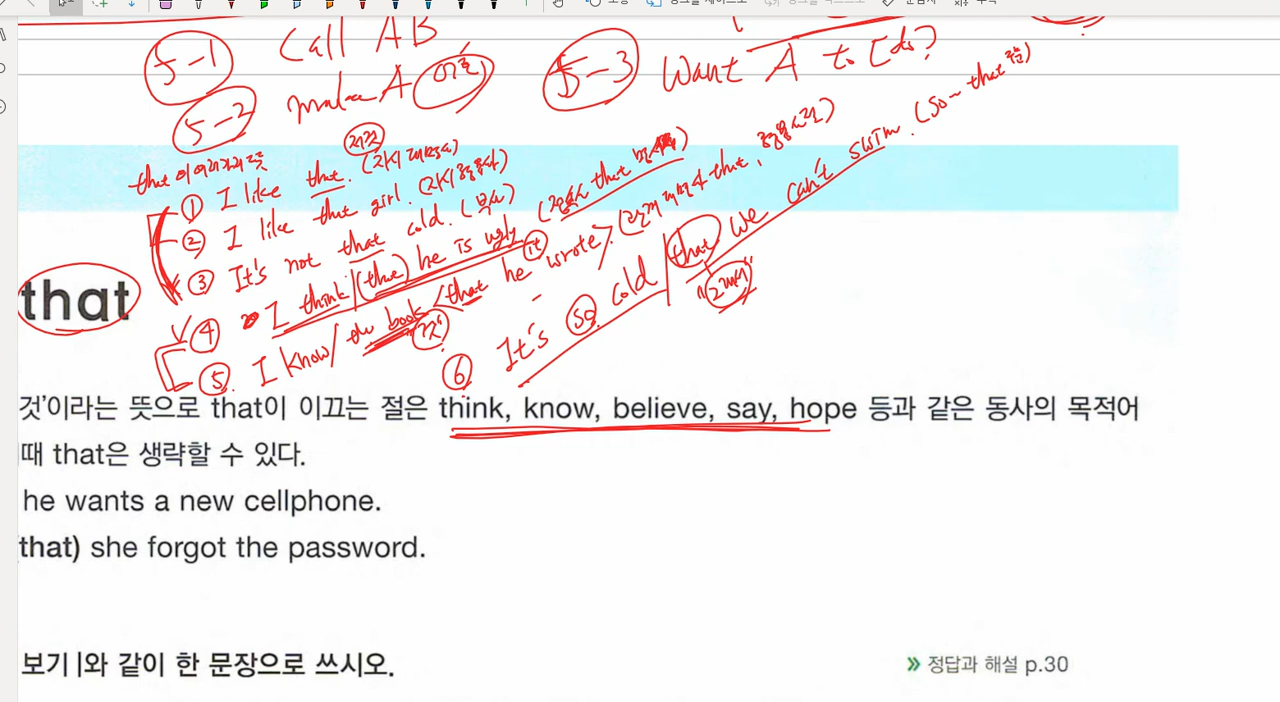 5-1 Call A B
5-2 make A 이름
5-3 Want A to [do]?
that 의 여러가지 뜻
저것
① I like that. (지시대명사)
② I like that girl. (지시형용사)
③ It's not that cold. (부사)
④ I think (that) he is ugly (접속사 that 명사절)
⑤ I know the book that he wrote it (관계대명사 that, 형용사절)
⑥ It's so cold that we can't swim. (so ~ that 구문)
that
것'이라는 뜻으로 that이 이끄는 절은 think, know, believe, say, hope 등과 같은 동사의 목적어
때 that은 생략할 수 있다.
he wants a new cellphone.
that) she forgot the password.
보기 |와 같이 한 문장으로 쓰시오.
» 정답과 해설 p.30